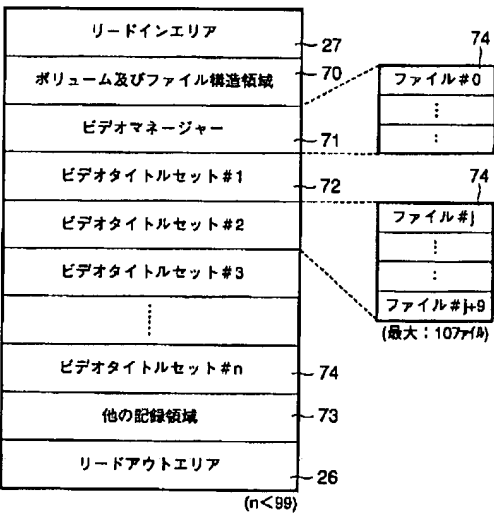 リードインエリア
27
ボリューム及びファイル構造領域
70
ビデオマネージャー
71
ビデオタイトルセット#1
72
ビデオタイトルセット#2
ビデオタイトルセット#3
ビデオタイトルセット#n
74
他の記録領域
73
リードアウトエリア
26
(n<99)
74
ファイル#0
74
ファイル#j
ファイル#j+9
(最大：10ファイル)